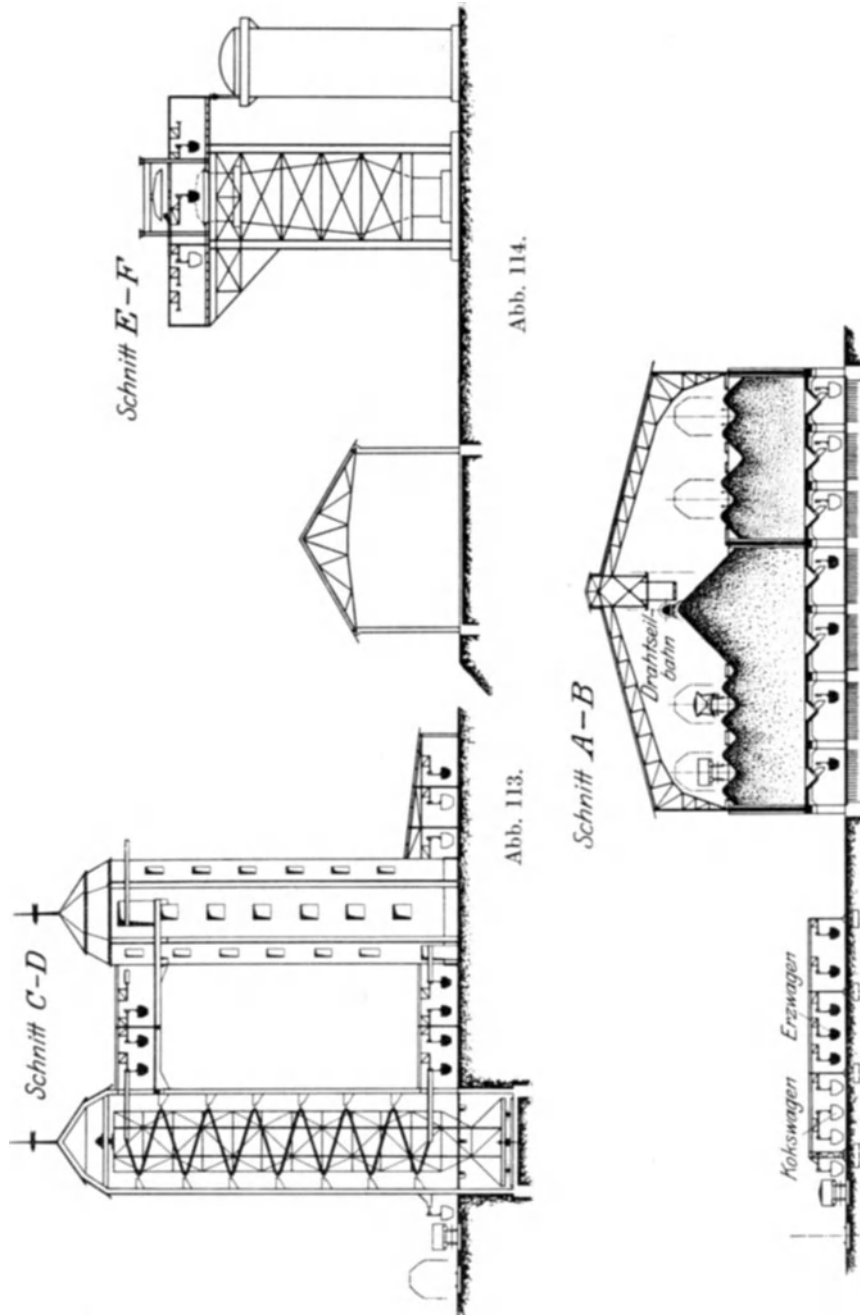 Schnitt C-D
Abb. 113.
Schnitt E-F
Abb. 114.
Schnitt A-B
Drahtseil-
bahn
Kokswagen
Erzwagen